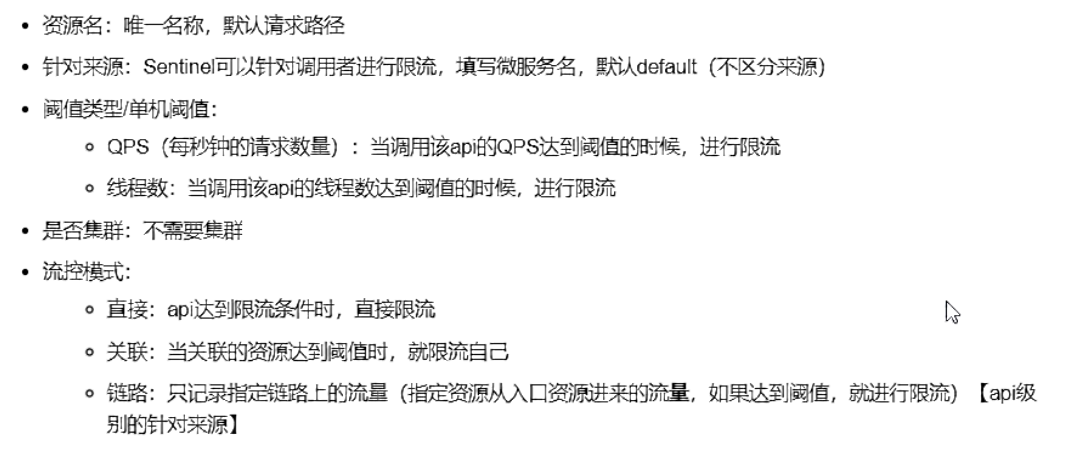 资源名：唯一名称，默认请求路径
针对来源：Sentinel可以针对调用者进行限流，填写微服务名，默认default（不区分来源）
阈值类型/单机阈值：
QPS（每秒钟的请求数量）：当调用该api的QPS达到阈值的时候，进行限流
线程数：当调用该api的线程数达到阈值的时候，进行限流
是否集群：不需要集群
流控模式：
直接：api达到限流条件时，直接限流
关联：当关联的资源达到阈值时，就限流自己
链路：只记录指定链路上的流量（指定资源从入口资源进来的流量，如果达到阈值，就进行限流）【api级
别的针对来源】